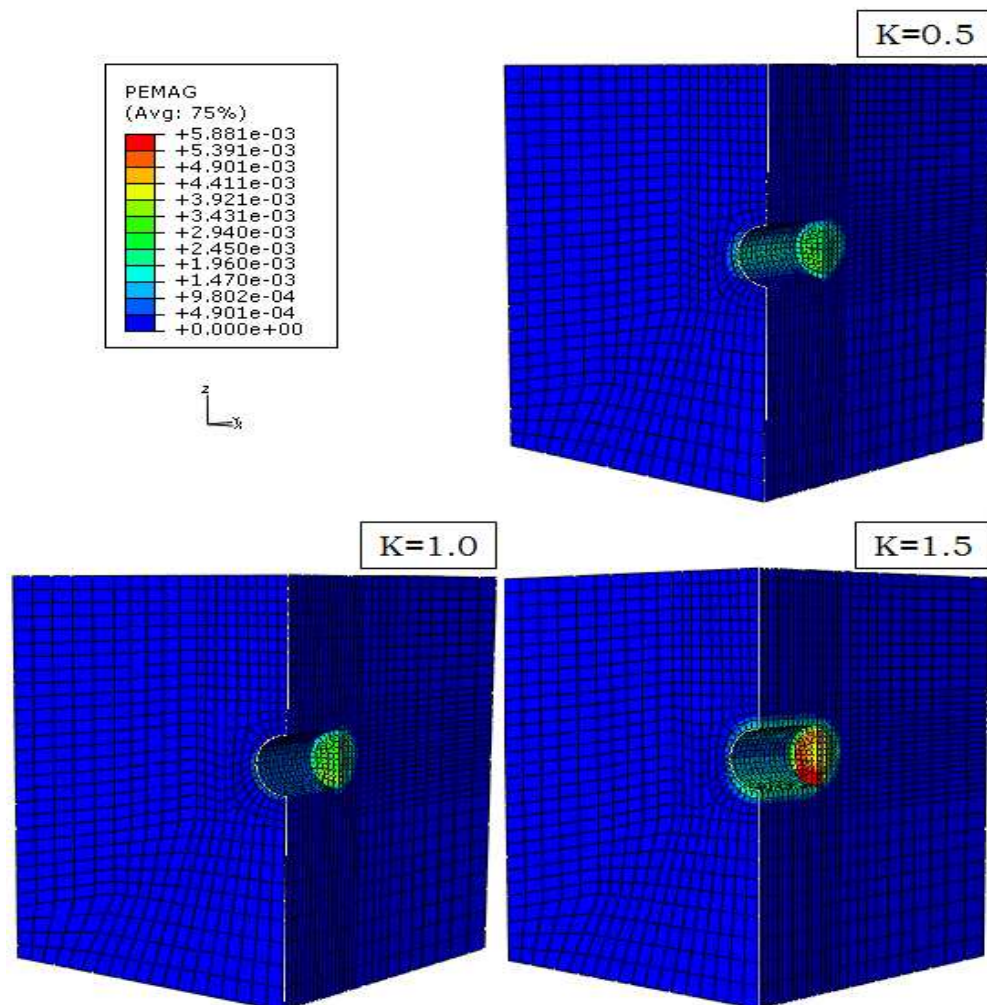 K=0.5
PEMAG
(Avg: 75%)
+5.881e-03
+5.391e-03
+4.901e-03
+4.411e-03
+3.921e-03
+3.431e-03
+2.940e-03
+2.450e-03
+1.960e-03
+1.470e-03
+9.802e-04
+4.901e-04
+0.000e+00
Z
K=1.0
K=1.5